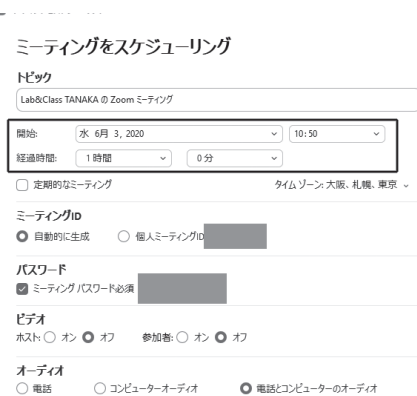 ミーティングをスケジューリング
トピック
Lab&Class TANAKA の Zoom ミーティング
開始: 水 6月 3, 2020 10:50
経過時間: 1 時間 0 分
定期的なミーティング タイム ゾーン: 大阪、札幌、東京
ミーティングID
自動的に生成 個人ミーティングID
パスワード
ミーティング パスワード必須
ビデオ
ホスト: オン オフ 参加者: オン オフ
オーディオ
電話 コンピューターオーディオ 電話とコンピューターのオーディオ